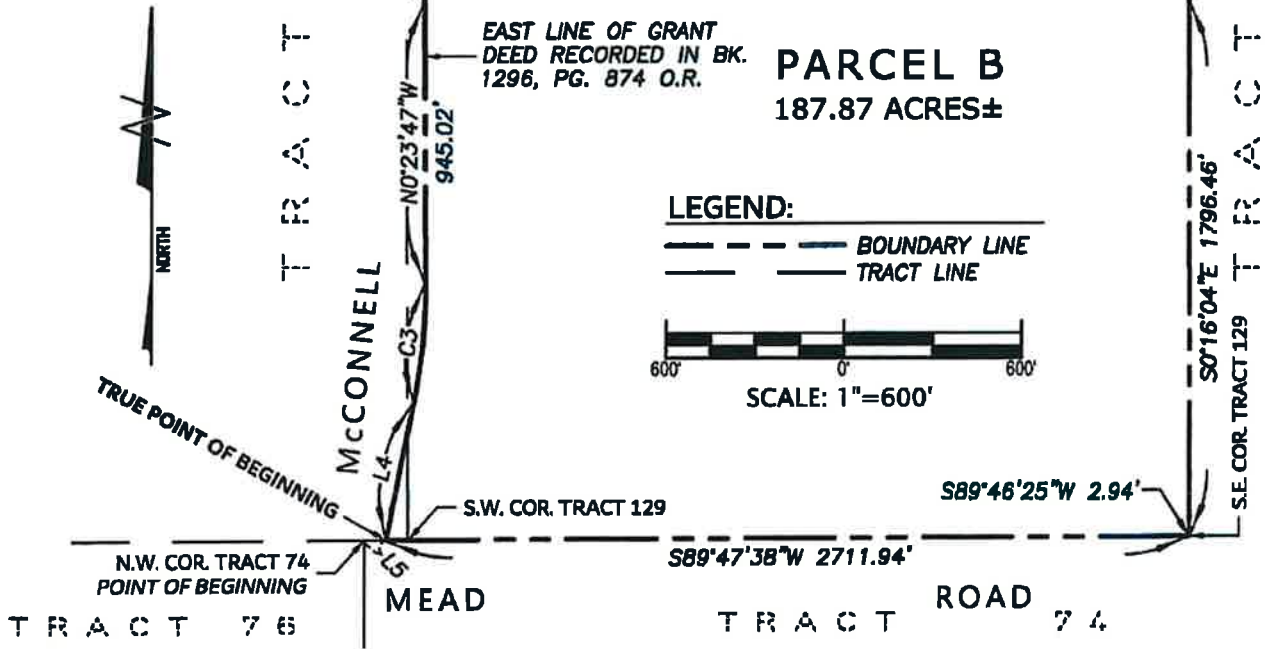 EAST LINE OF GRANT
DEED RECORDED IN BK.
1296, PG. 874 O.R.
PARCEL B
187.87 ACRES±
TRACT
TRACT
N0°23'47"W
945.02'
NORTH
LEGEND:
BOUNDARY LINE
TRACT LINE
S0°16'04"E 1796.46'
McCONNELL
C3
600' 0' 600'
SCALE: 1"=600'
TRUE POINT OF BEGINNING
L4
S.W. COR. TRACT 129
S89°46'25"W 2.94'
S.E. COR. TRACT 129
N.W. COR. TRACT 74
POINT OF BEGINNING
L5
S89°47'38"W 2711.94'
MEAD ROAD
TRACT 76
TRACT 74